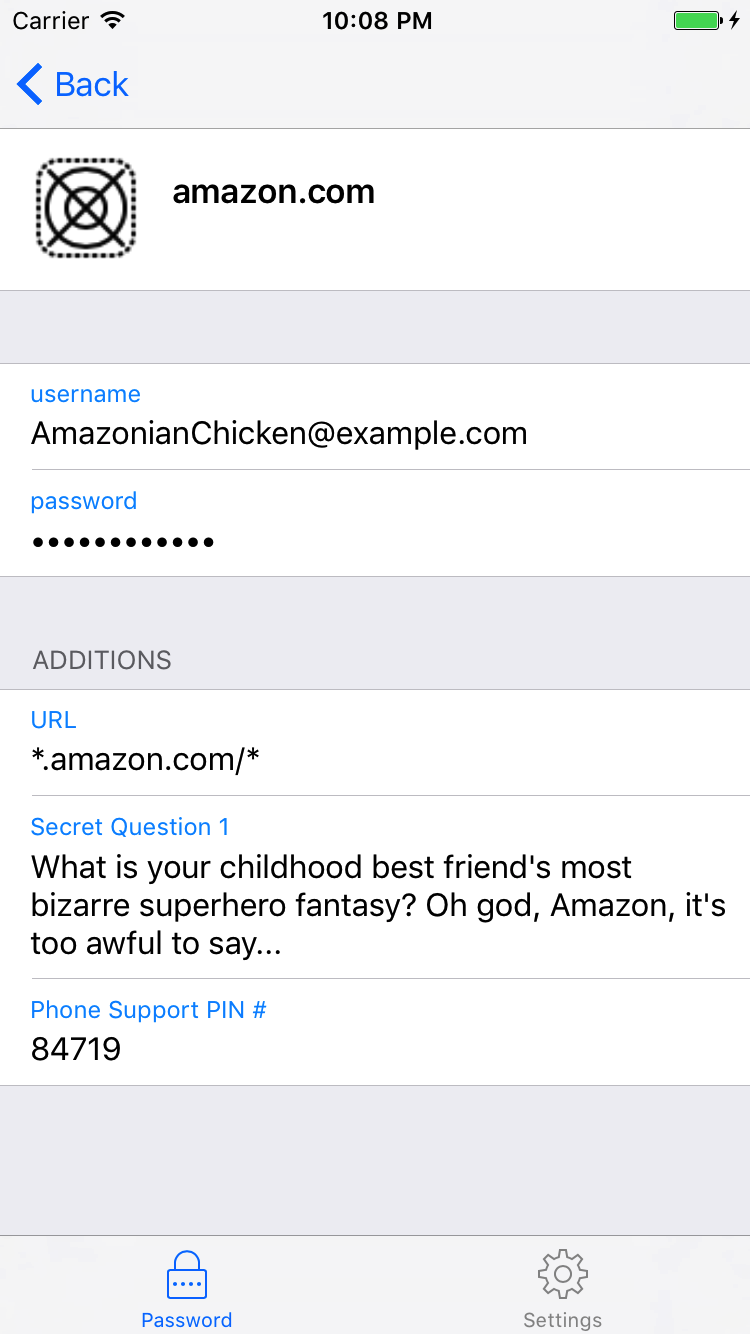 Carrier 10:08 PM
Back
amazon.com
username
AmazonianChicken@example.com
password
••••••••••••
ADDITIONS
URL
*.amazon.com/*
Secret Question 1
What is your childhood best friend's most
bizarre superhero fantasy? Oh god, Amazon, it's
too awful to say...
Phone Support PIN #
84719
Password Settings